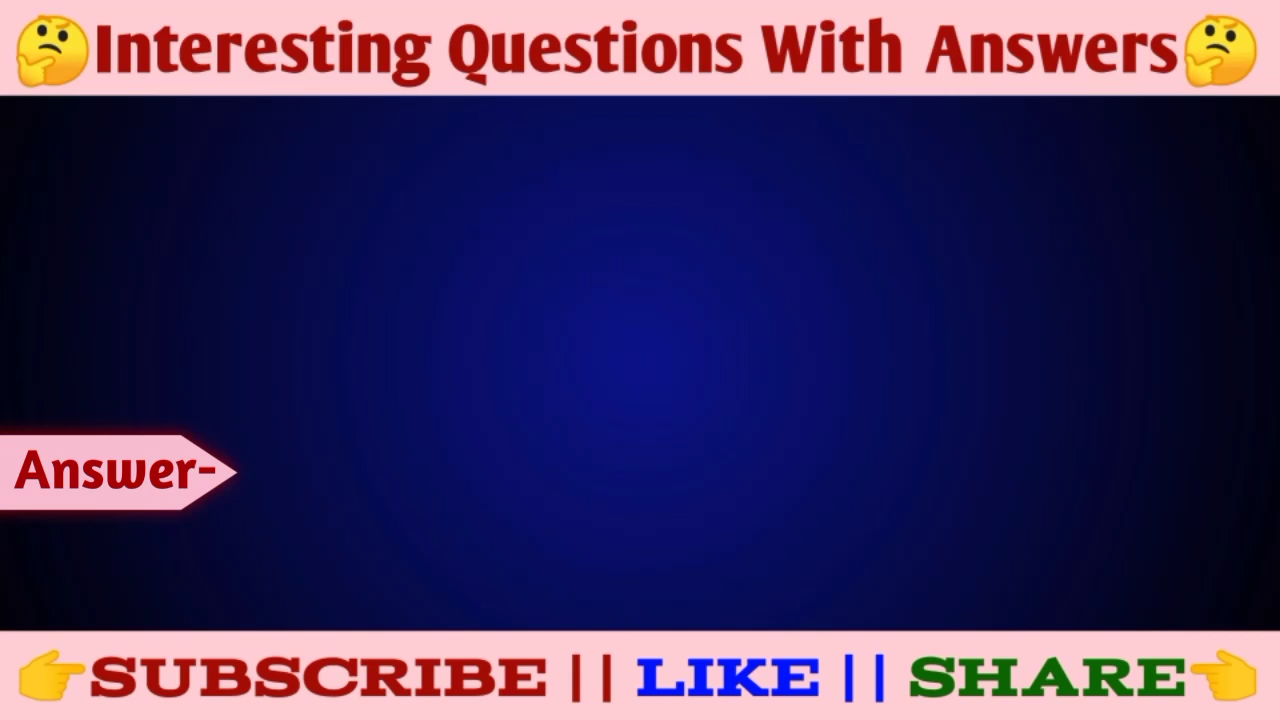 🤔Interesting Questions With Answers🤔
Answer-
👉SUBSCRIBE || LIKE || SHARE👈